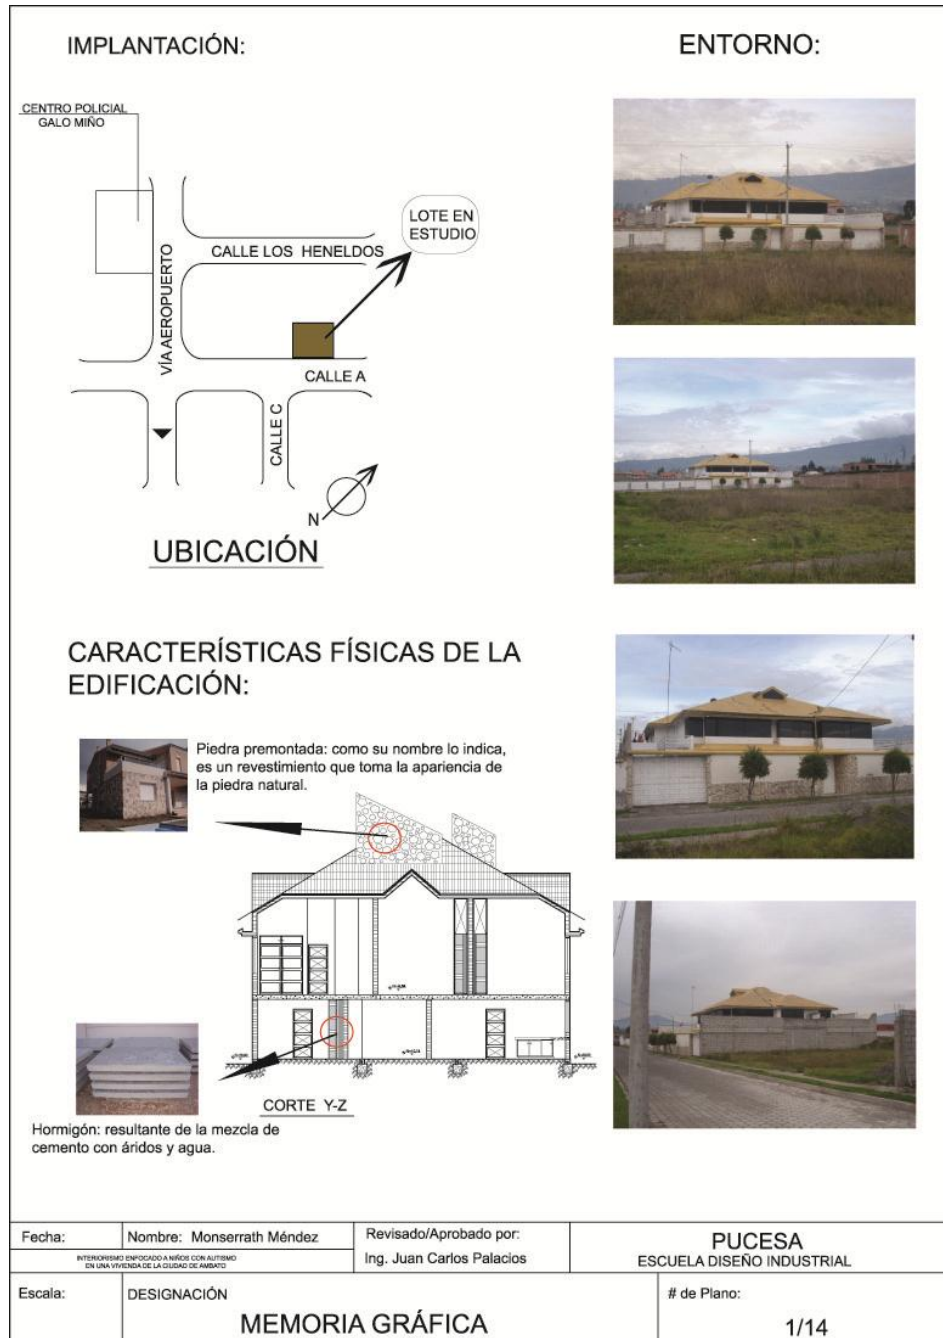 IMPLANTACIÓN:
ENTORNO:
CENTRO POLICIAL
GALO MIÑO
LOTE EN
ESTUDIO
CALLE LOS HENELDOS
VÍA AEROPUERTO
CALLE A
CALLE C
N
UBICACIÓN
CARACTERÍSTICAS FÍSICAS DE LA
EDIFICACIÓN:
Piedra premontada: como su nombre lo indica,
es un revestimiento que toma la apariencia de
la piedra natural.
CORTE Y-Z
Hormigón: resultante de la mezcla de
cemento con áridos y agua.
Fecha:
Nombre: Monserrath Méndez
INTERIORISMO ENFOCADO A NIÑOS CON AUTISMO
EN UNA VIVIENDA DE LA CIUDAD DE AMBATO
Revisado/Aprobado por:
Ing. Juan Carlos Palacios
PUCESA
ESCUELA DISEÑO INDUSTRIAL
Escala:
DESIGNACIÓN
MEMORIA GRÁFICA
# de Plano:
1/14